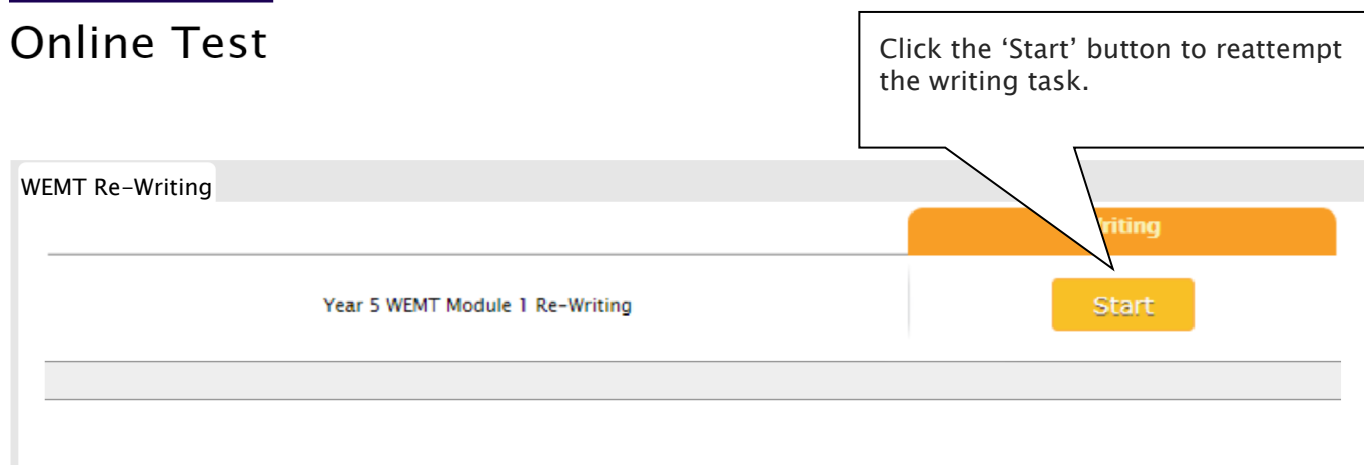 Online Test
Click the ‘Start’ button to reattempt
the writing task.
WEMT Re-Writing
Year 5 WEMT Module 1 Re-Writing
Start